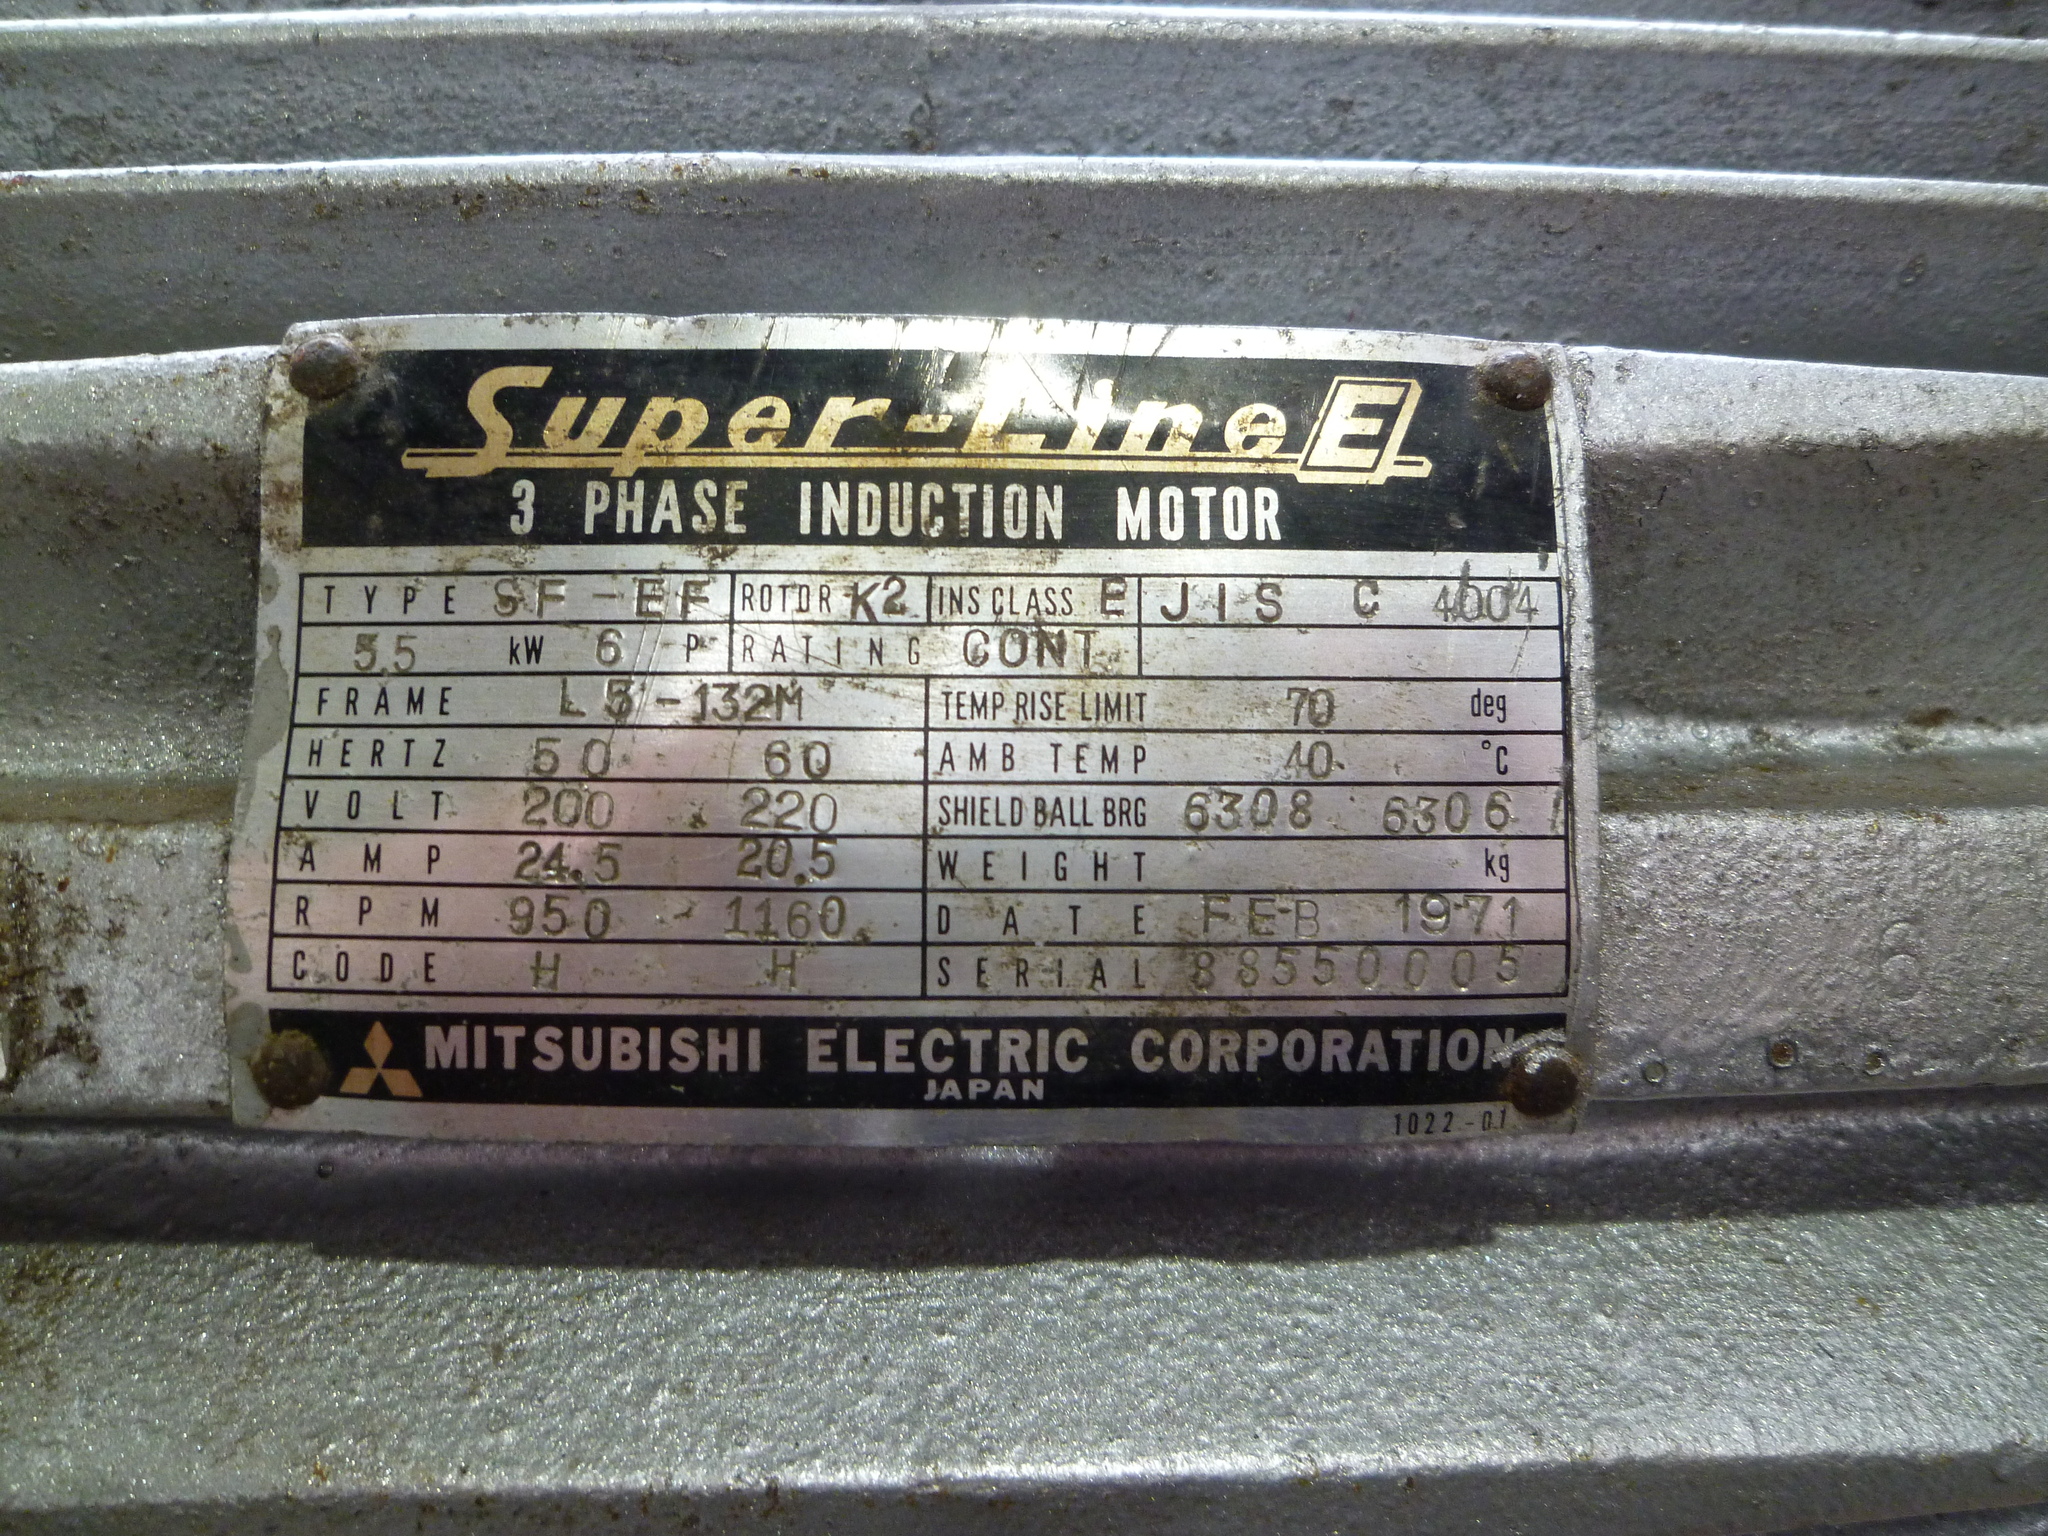 Super-Line E
3 PHASE INDUCTION MOTOR
TYPE SF-EF ROTOR K2 INS CLASS E JIS C 4004
5.5 kW 6 P RATING CONT
FRAME L5-132M TEMP RISE LIMIT 70 deg
HERTZ 50 60 AMB TEMP 40 °C
VOLT 200 220 SHIELD BALL BRG 6308 6306
AMP 24.5 20.5 WEIGHT kg
RPM 950 1160 DATE FEB 1971
CODE H H SERIAL 88550005
MITSUBISHI ELECTRIC CORPORATION
JAPAN
1022-01